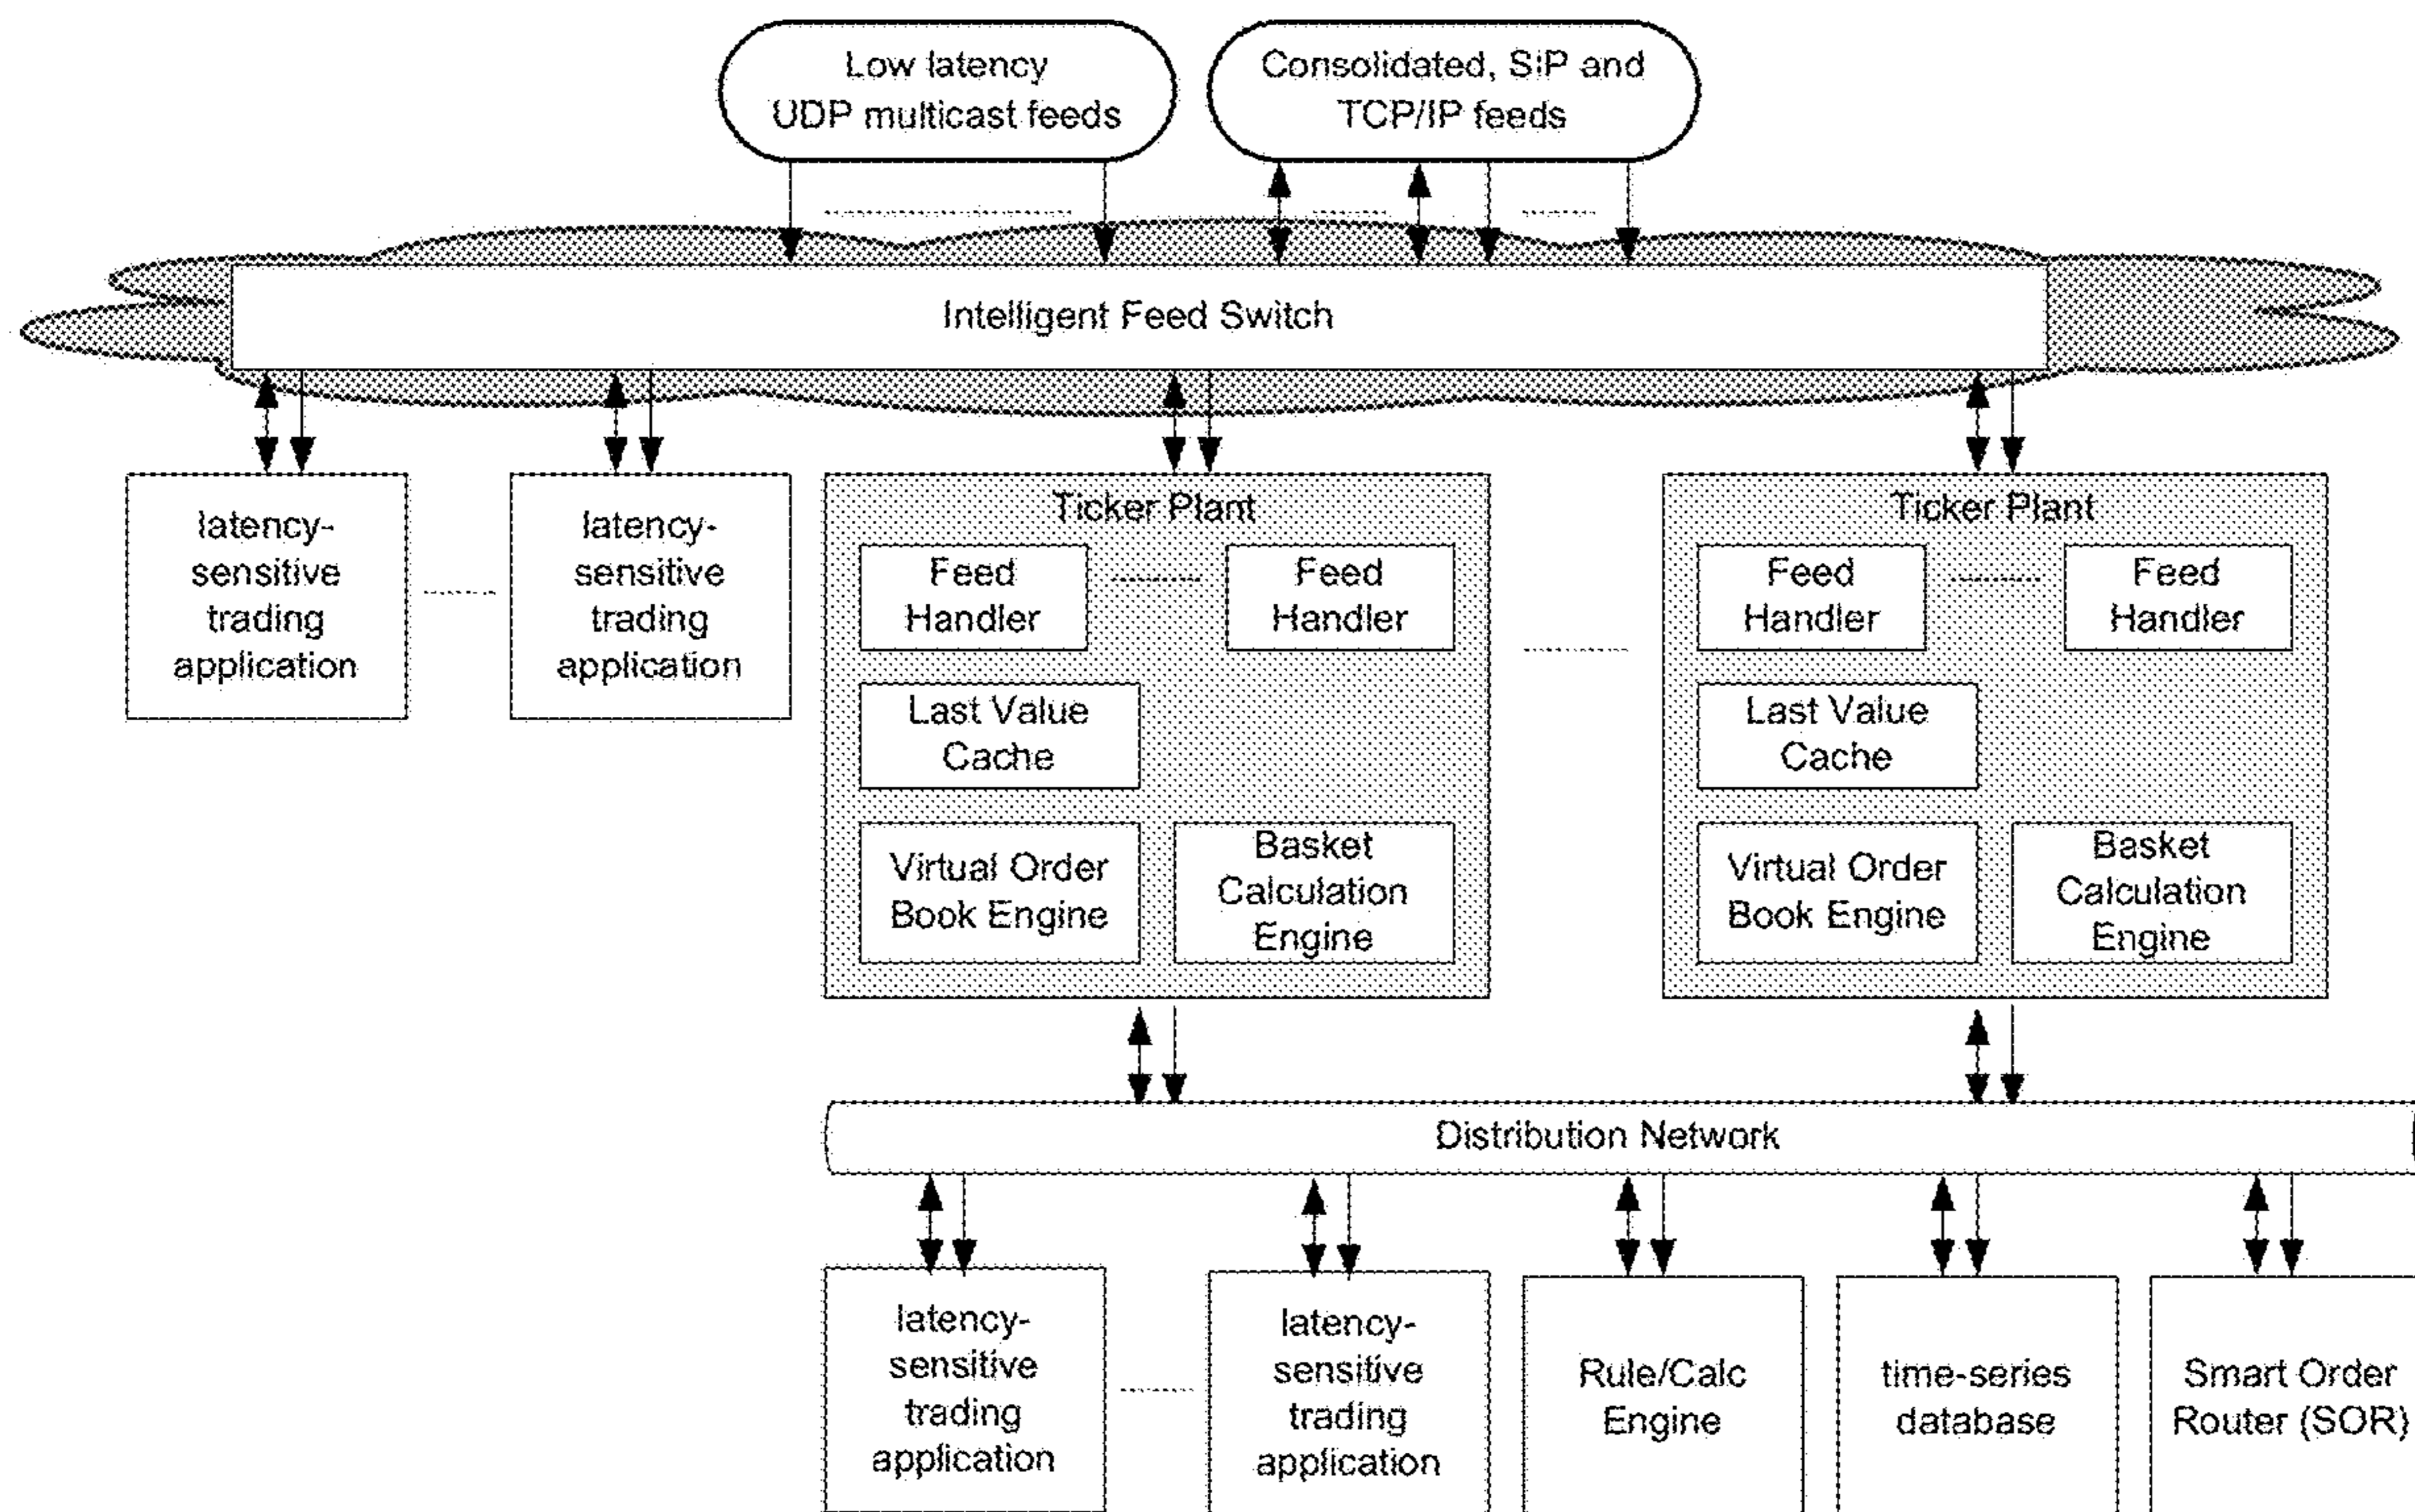 Low latency
UDP multicast feeds
Consolidated, SiP and
TCP/IP feeds
Intelligent Feed Switch
latency-
sensitive
trading
application
latency-
sensitive
trading
application
Ticker Plant
Feed
Handler
Feed
Handler
Last Value
Cache
Virtual Order
Book Engine
Basket
Calculation
Engine
Ticker Plant
Feed
Handler
Feed
Handler
Last Value
Cache
Virtual Order
Book Engine
Basket
Calculation
Engine
Distribution Network
latency-
sensitive
trading
application
latency-
sensitive
trading
application
Rule/Calc
Engine
time-series
database
Smart Order
Router (SOR)